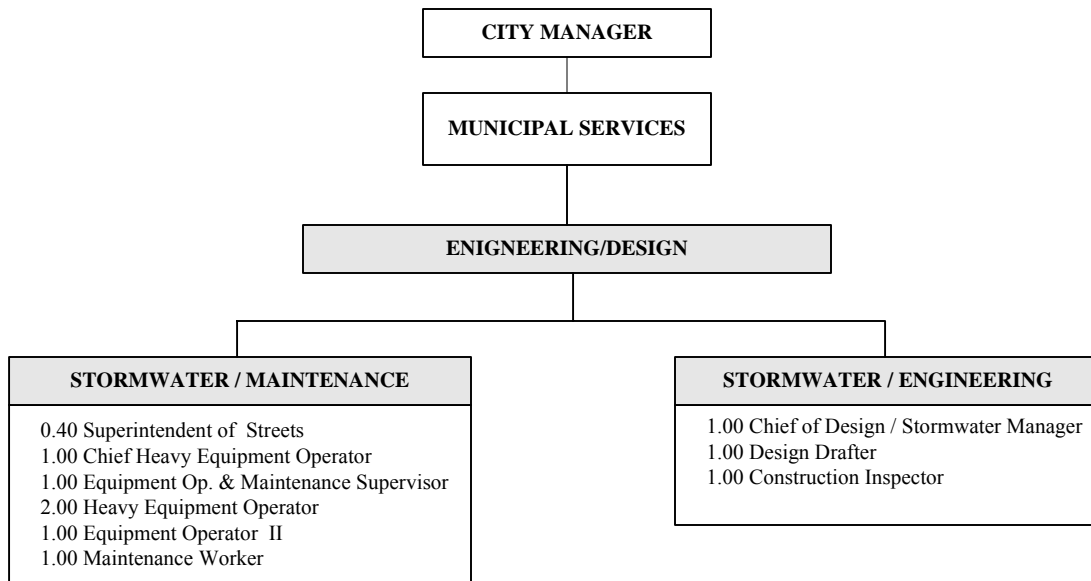 CITY MANAGER
MUNICIPAL SERVICES
ENIGNEERING/DESIGN
STORMWATER / MAINTENANCE
0.40 Superintendent of Streets
1.00 Chief Heavy Equipment Operator
1.00 Equipment Op. & Maintenance Supervisor
2.00 Heavy Equipment Operator
1.00 Equipment Operator II
1.00 Maintenance Worker
STORMWATER / ENGINEERING
1.00 Chief of Design / Stormwater Manager
1.00 Design Drafter
1.00 Construction Inspector